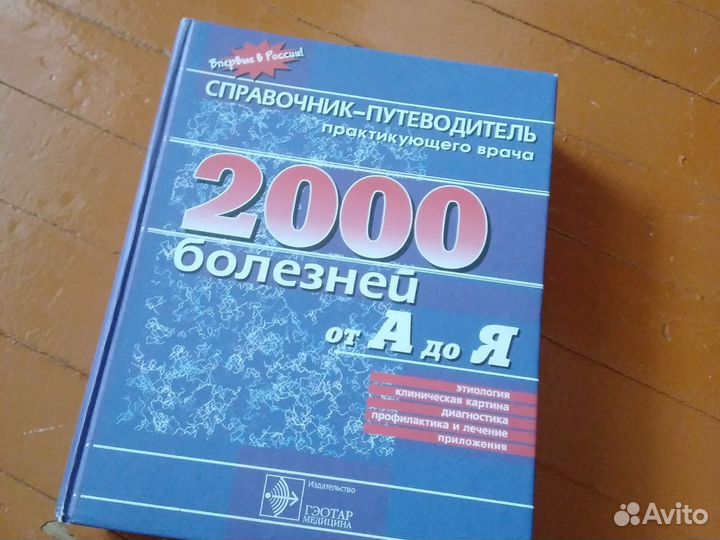 Впервые в России!
СПРАВОЧНИК-ПУТЕВОДИТЕЛЬ
практикующего врача
2000
болезней
от А до Я
этиология
клиническая картина
диагностика
профилактика и лечение
приложения
Издательство
ГЭОТАР
МЕДИЦИНА
Avito